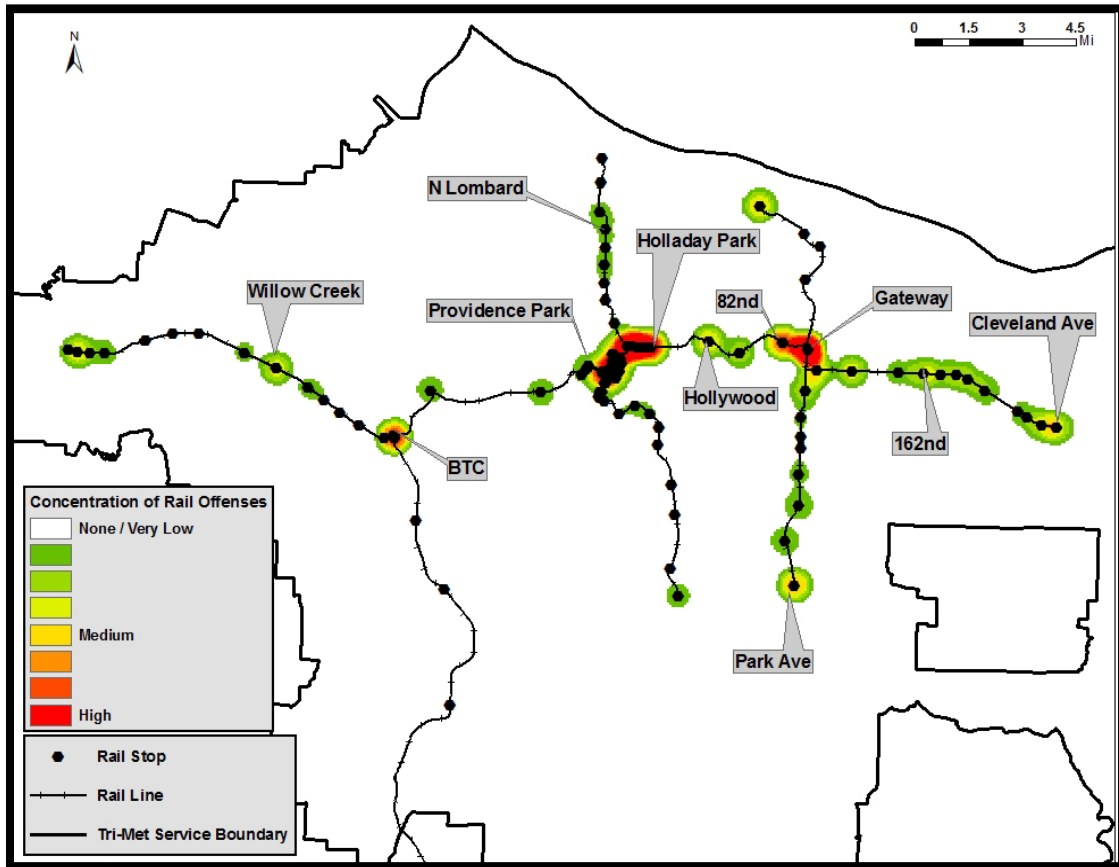 N
0 1.5 3 4.5
Mi
N Lombard
Holladay Park
Willow Creek
Providence Park
82nd
Gateway
Cleveland Ave
Hollywood
162nd
BTC
Park Ave
Concentration of Rail Offenses
None / Very Low
Medium
High
Rail Stop
Rail Line
Tri-Met Service Boundary